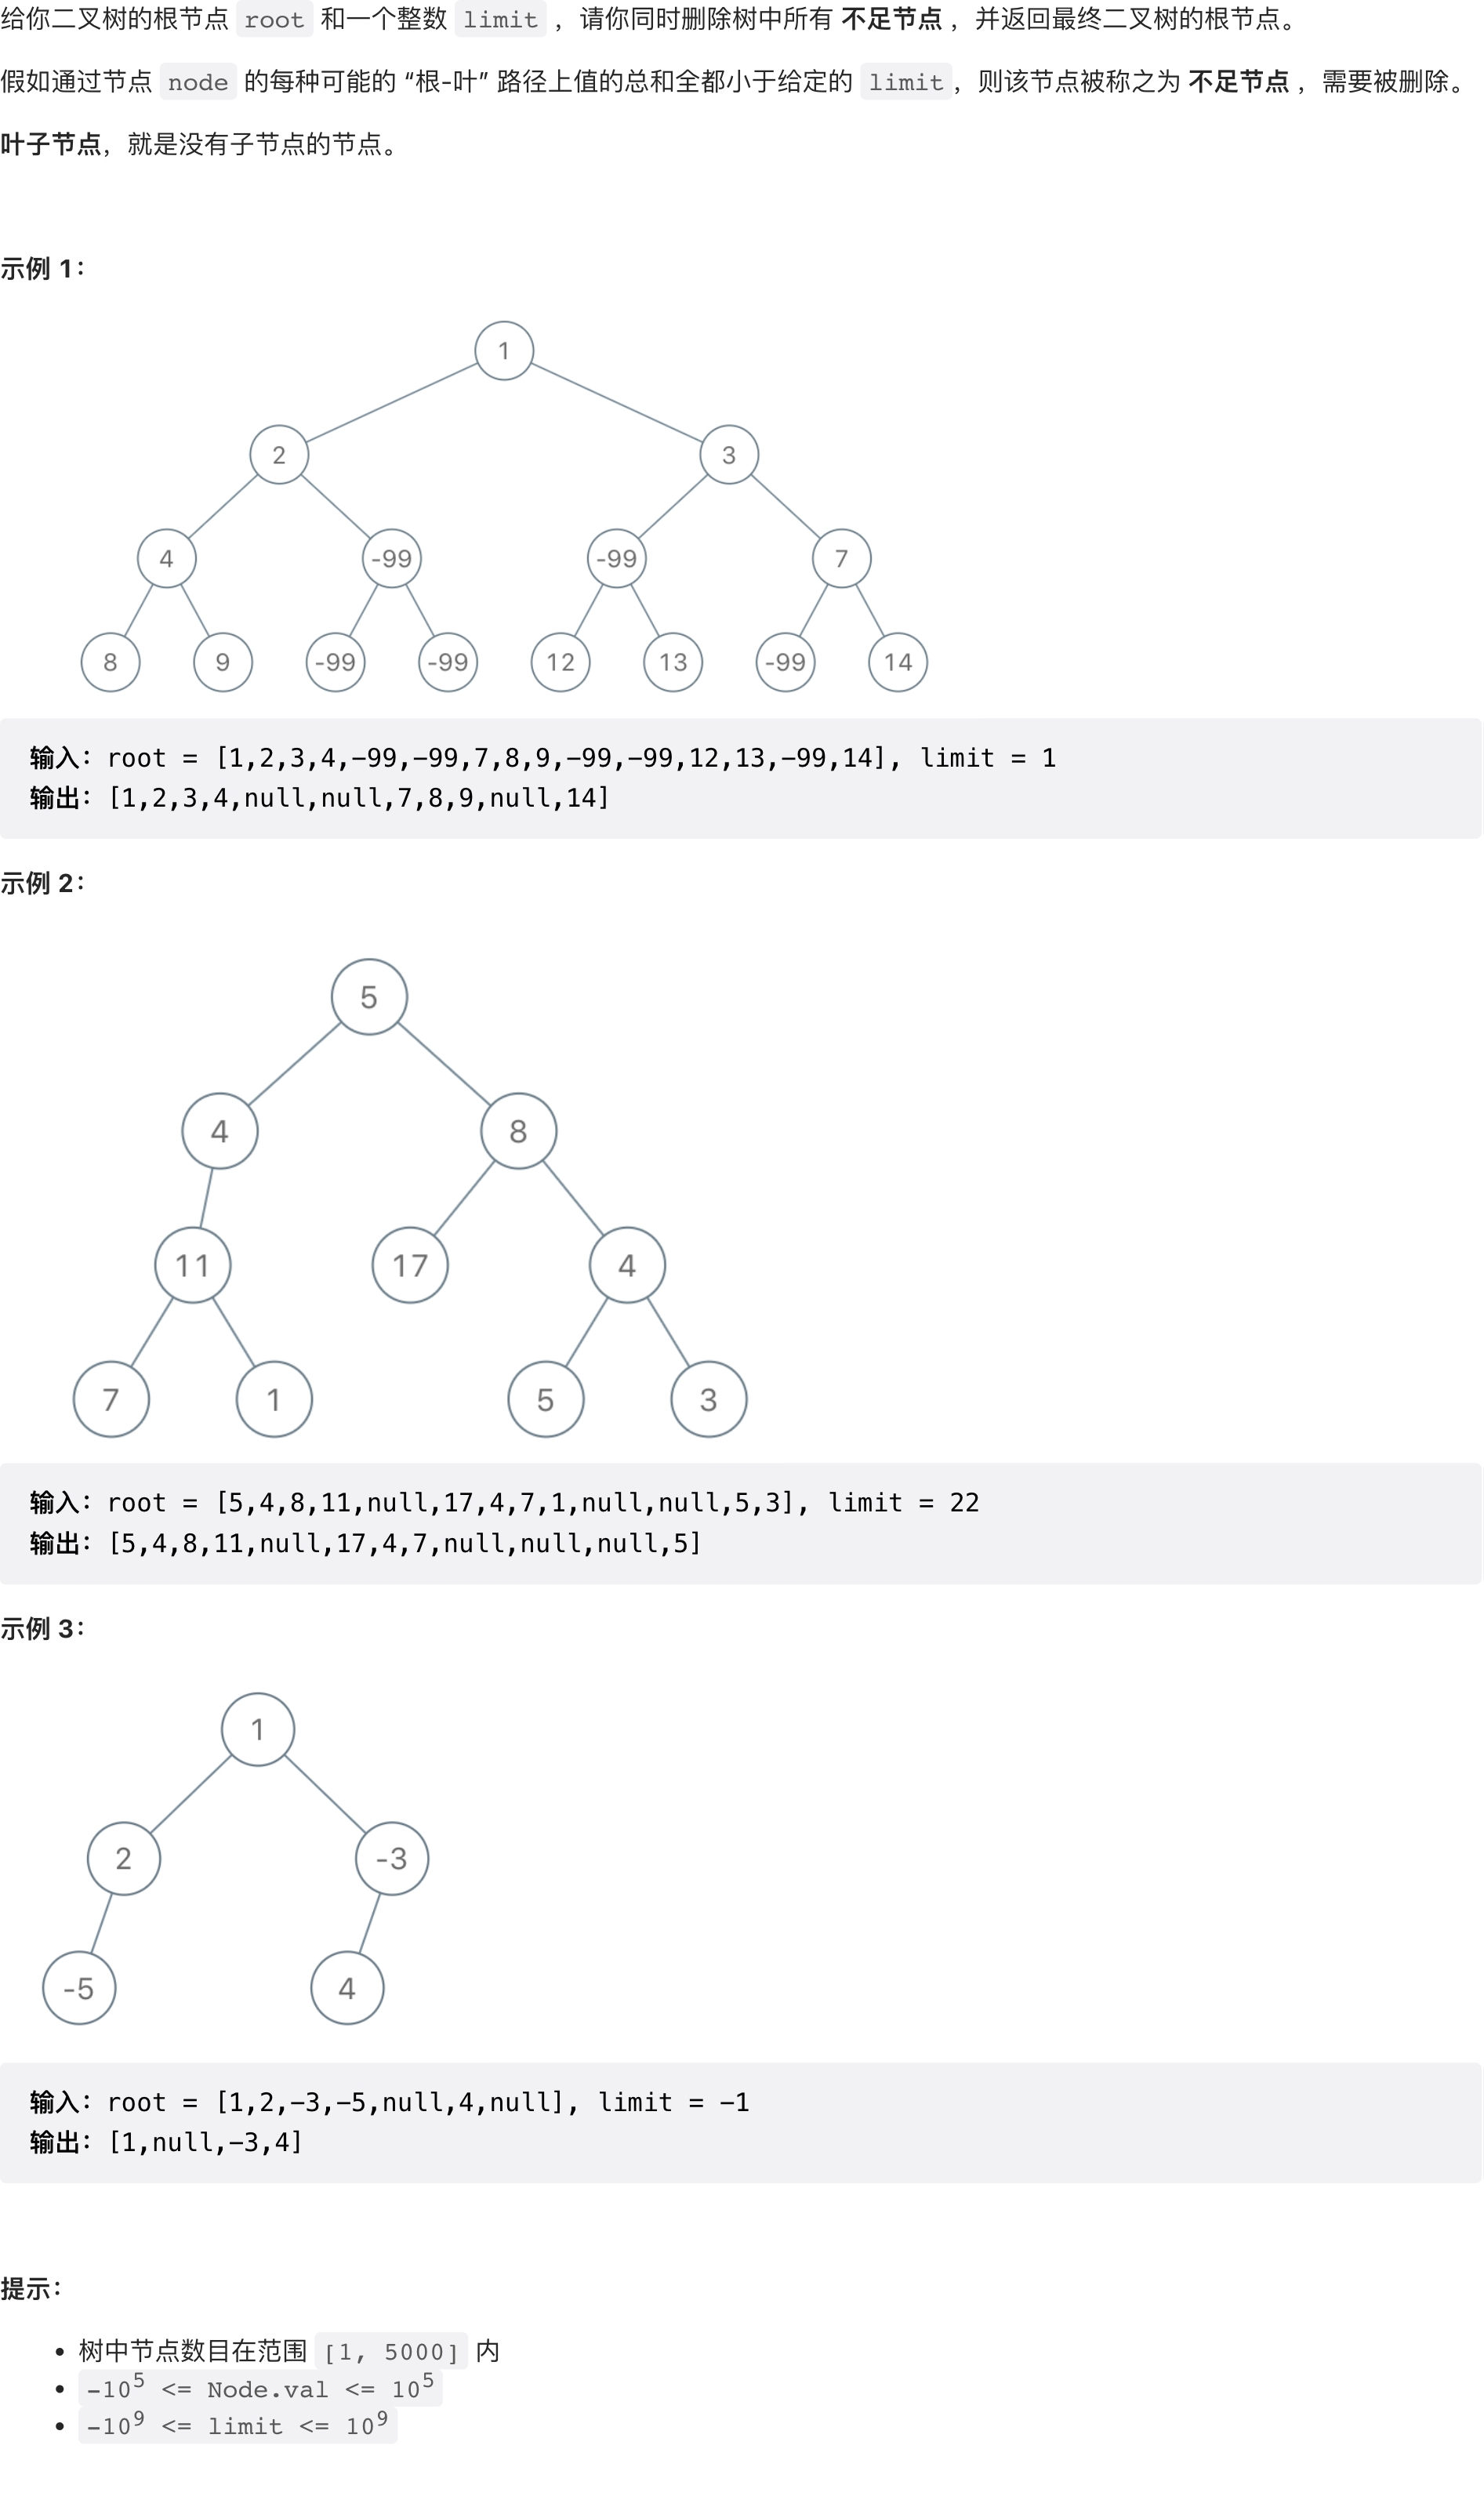 给你二叉树的根节点 root 和一个整数 limit ，请你同时删除树中所有 不足节点 ，并返回最终二叉树的根节点。
假如通过节点 node 的每种可能的 “根-叶” 路径上值的总和全都小于给定的 limit，则该节点被称之为 不足节点 ，需要被删除。
叶子节点，就是没有子节点的节点。
示例 1：
1
2 3
4 -99 -99 7
8 9 -99 -99 12 13 -99 14
输入：root = [1,2,3,4,-99,-99,7,8,9,-99,-99,12,13,-99,14], limit = 1
输出：[1,2,3,4,null,null,7,8,9,null,14]
示例 2：
5
4 8
11 17 4
7 1 5 3
输入：root = [5,4,8,11,null,17,4,7,1,null,null,5,3], limit = 22
输出：[5,4,8,11,null,17,4,7,null,null,null,5]
示例 3：
1
2 -3
-5 4
输入：root = [1,2,-3,-5,null,4,null], limit = -1
输出：[1,null,-3,4]
提示：
• 树中节点数目在范围 [1, 5000] 内
• -10⁵ <= Node.val <= 10⁵
• -10⁹ <= limit <= 10⁹